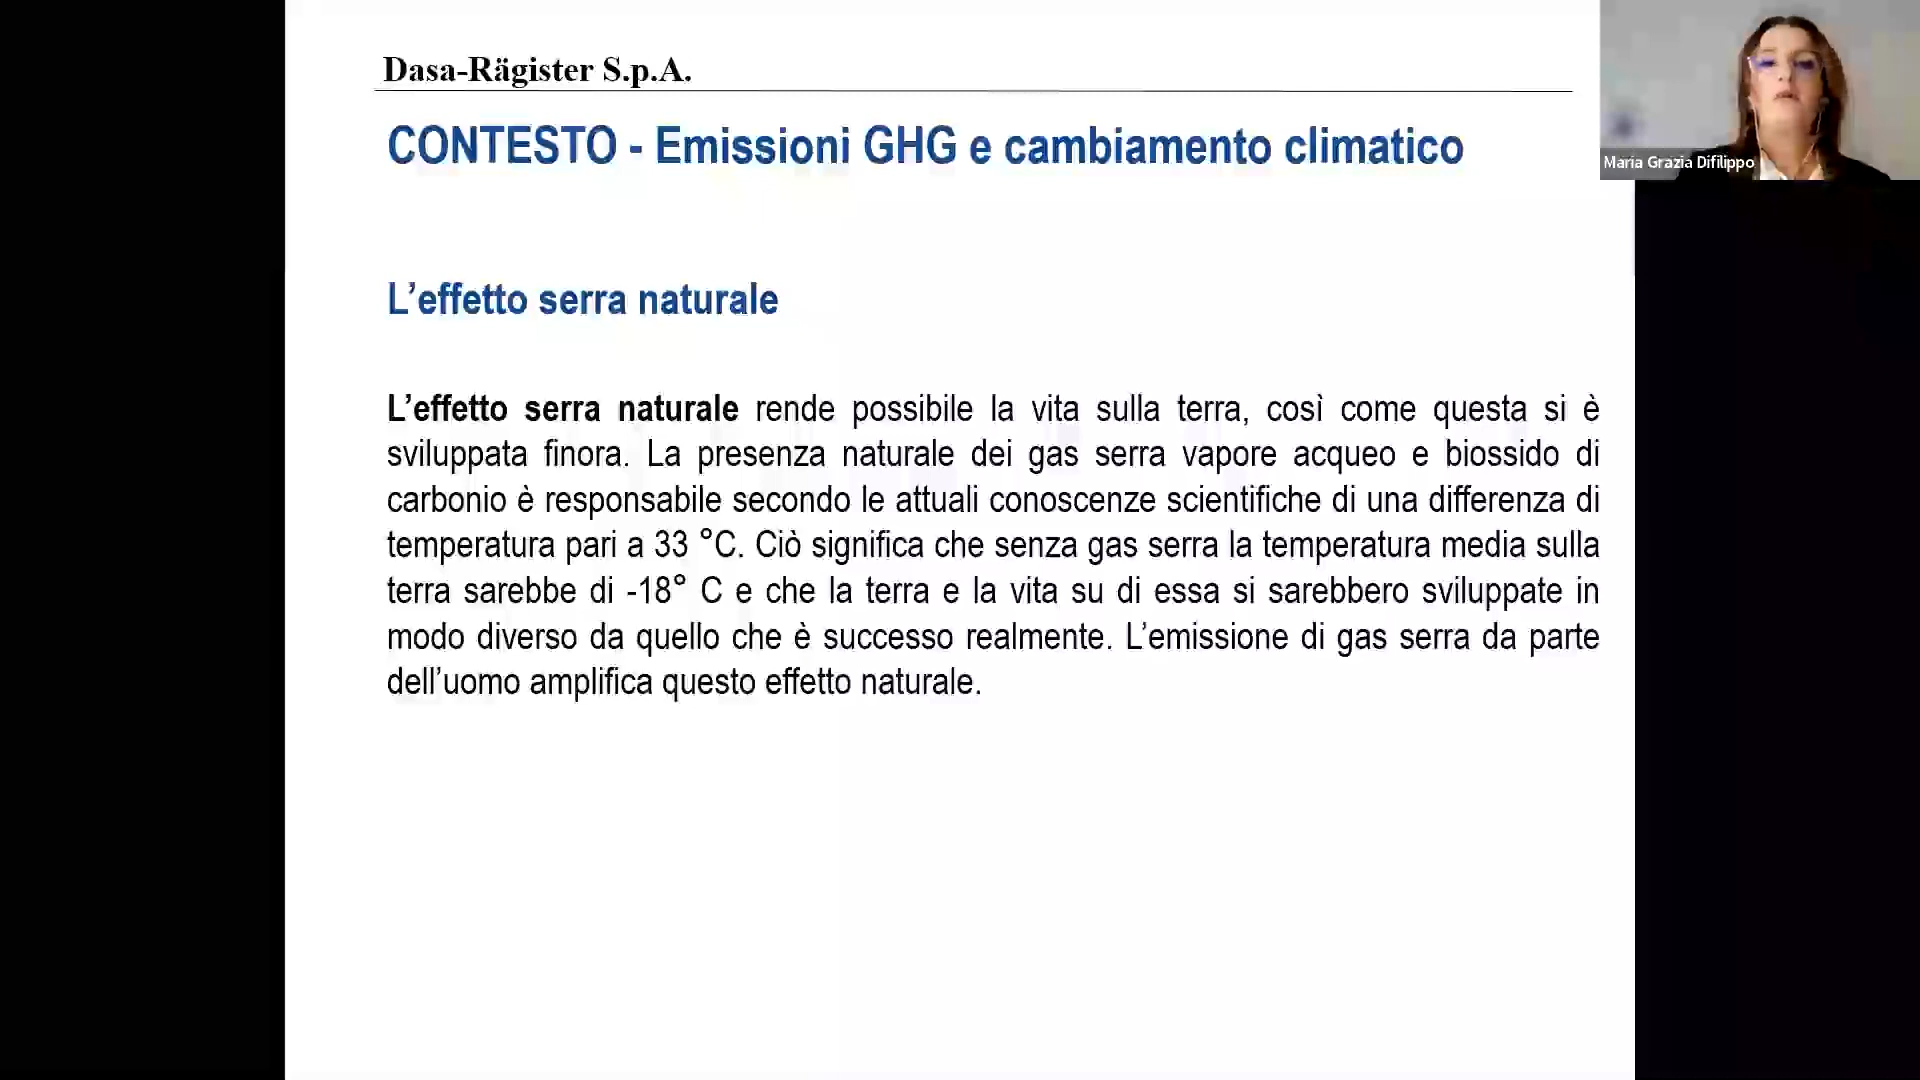 Dasa-Rägister S.p.A.
CONTESTO - Emissioni GHG e cambiamento climatico
Maria Grazia Difilippo
L’effetto serra naturale
L’effetto serra naturale rende possibile la vita sulla terra, così come questa si è
sviluppata finora. La presenza naturale dei gas serra vapore acqueo e biossido di
carbonio è responsabile secondo le attuali conoscenze scientifiche di una differenza di
temperatura pari a 33 °C. Ciò significa che senza gas serra la temperatura media sulla
terra sarebbe di -18° C e che la terra e la vita su di essa si sarebbero sviluppate in
modo diverso da quello che è successo realmente. L’emissione di gas serra da parte
dell’uomo amplifica questo effetto naturale.